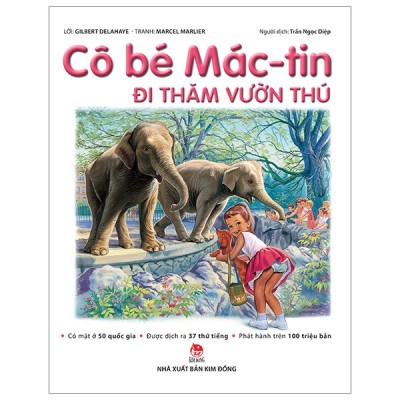 LỜI: GILBERT DELAHAYE - TRANH: MARCEL MARLIER Người dịch: Trần Ngọc Diệp
Cô bé Mác-tin
ĐI THĂM VƯỜN THÚ
• Có mặt ở 50 quốc gia • Được dịch ra 37 thứ tiếng • Phát hành trên 100 triệu bản
NHÀ XUẤT BẢN KIM ĐỒNG